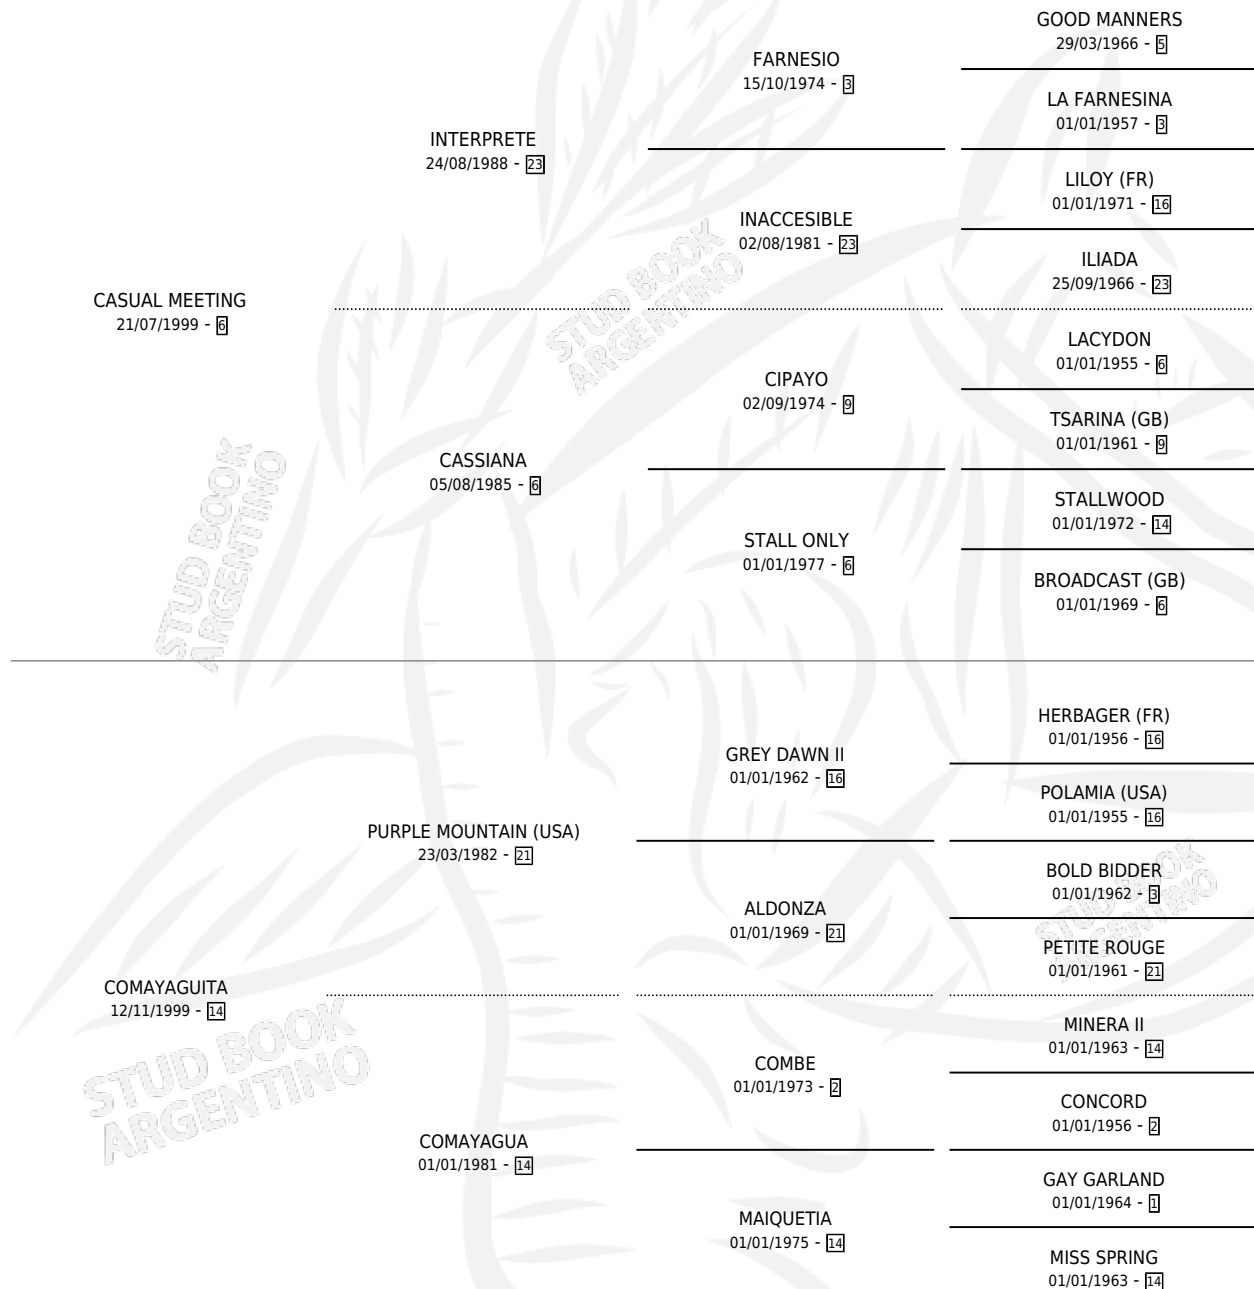 GOOD MANNERS
29/03/1966 - 5
FARNESIO
15/10/1974 - 3
LA FARNESINA
01/01/1957 - 3
INTERPRETE
24/08/1988 - 23
LILOY (FR)
01/01/1971 - 16
INACCESIBLE
02/08/1981 - 23
ILIADA
25/09/1966 - 23
CASUAL MEETING
21/07/1999 - 6
LACYDON
01/01/1955 - 6
CIPAYO
02/09/1974 - 9
TSARINA (GB)
01/01/1961 - 9
CASSIANA
05/08/1985 - 6
STALLWOOD
01/01/1972 - 14
STALL ONLY
01/01/1977 - 6
BROADCAST (GB)
01/01/1969 - 6
HERBAGER (FR)
01/01/1956 - 16
GREY DAWN II
01/01/1962 - 16
POLAMIA (USA)
01/01/1955 - 16
PURPLE MOUNTAIN (USA)
23/03/1982 - 21
BOLD BIDDER
01/01/1962 - 3
ALDONZA
01/01/1969 - 21
PETITE ROUGE
01/01/1961 - 21
COMAYAGUITA
12/11/1999 - 14
MINERA II
01/01/1963 - 14
COMBE
01/01/1973 - 2
CONCORD
01/01/1956 - 2
COMAYAGUA
01/01/1981 - 14
GAY GARLAND
01/01/1964 - 1
MAIQUETIA
01/01/1975 - 14
MISS SPRING
01/01/1963 - 14
STUD BOOK
ARGENTINO
STUD BOOK
ARGENTINO
STUD BOOK
ARGENTINO
STUD BOOK
ARGENTINO